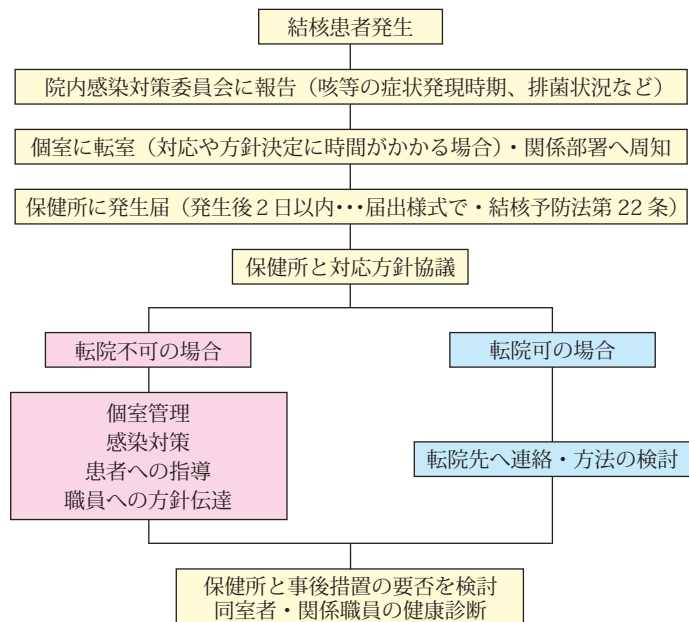 結核患者発生
院内感染対策委員会に報告（咳等の症状発現時期、排菌状況など）
個室に転室（対応や方針決定に時間がかかる場合）・関係部署へ周知
保健所に発生届（発生後２日以内･･･届出様式で・結核予防法第 22 条）
保健所と対応方針協議
転院不可の場合
転院可の場合
個室管理
感染対策
患者への指導
職員への方針伝達
転院先へ連絡・方法の検討
保健所と事後措置の要否を検討
同室者・関係職員の健康診断